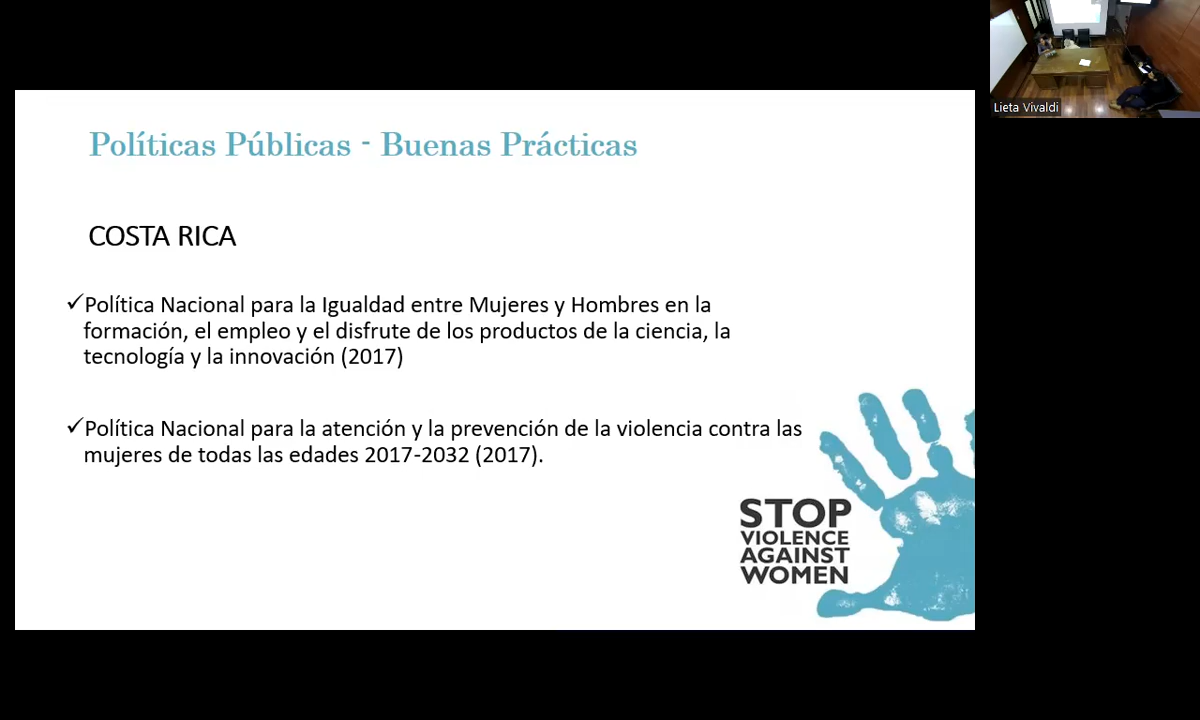 Políticas Públicas - Buenas Prácticas
COSTA RICA
✓Política Nacional para la Igualdad entre Mujeres y Hombres en la
formación, el empleo y el disfrute de los productos de la ciencia, la
tecnología y la innovación (2017)
✓Política Nacional para la atención y la prevención de la violencia contra las
mujeres de todas las edades 2017-2032 (2017).
STOP
VIOLENCE
AGAINST
WOMEN
Lieta Vivaldi